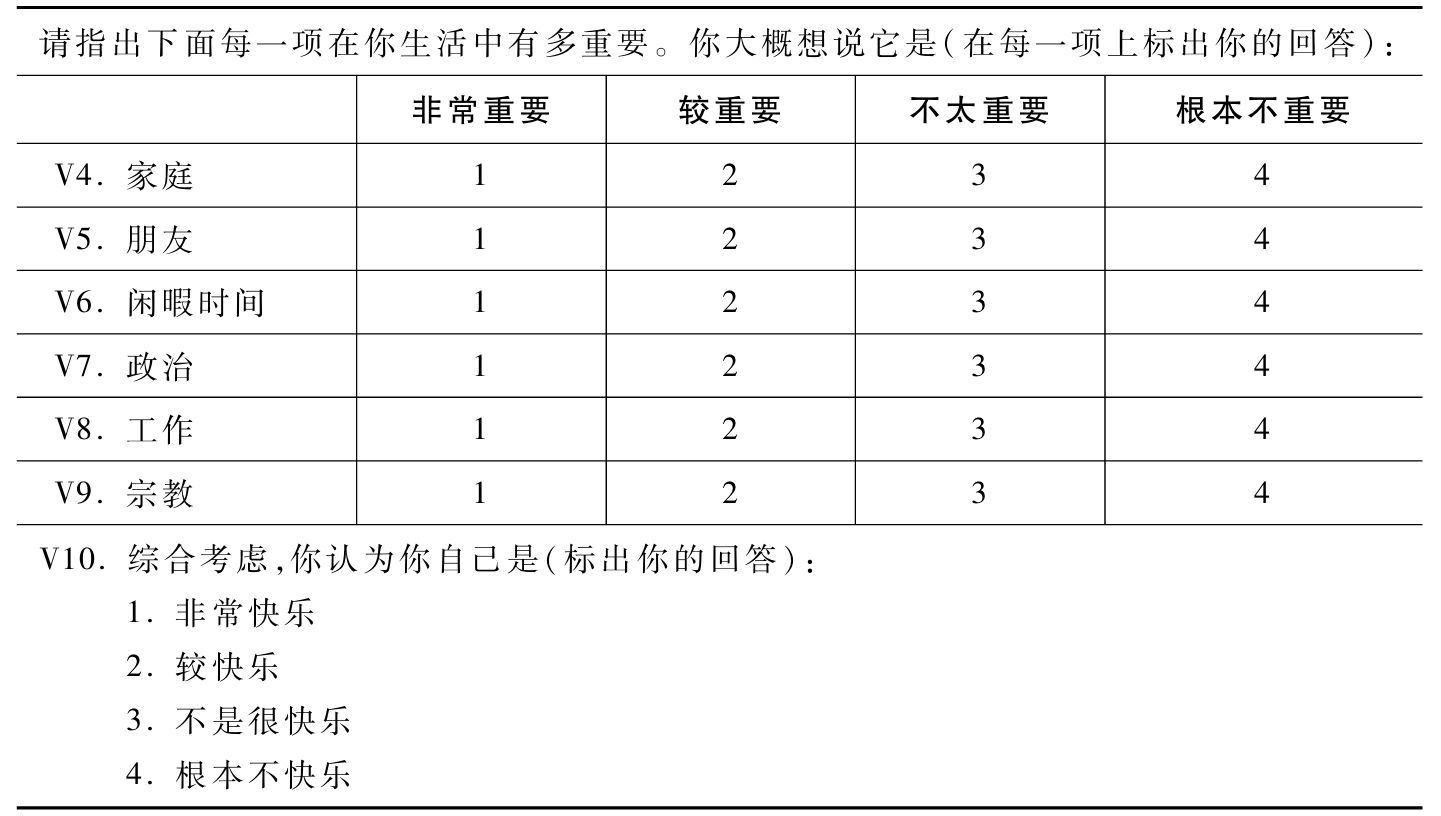 请指出下面每一项在你生活中有多重要。你大概想说它是(在每一项上标出你的回答):
非常重要 较重要 不太重要 根本不重要
V4. 家庭 1 2 3 4
V5. 朋友 1 2 3 4
V6. 闲暇时间 1 2 3 4
V7. 政治 1 2 3 4
V8. 工作 1 2 3 4
V9. 宗教 1 2 3 4
V10. 综合考虑,你认为你自己是(标出你的回答):
1. 非常快乐
2. 较快乐
3. 不是很快乐
4. 根本不快乐